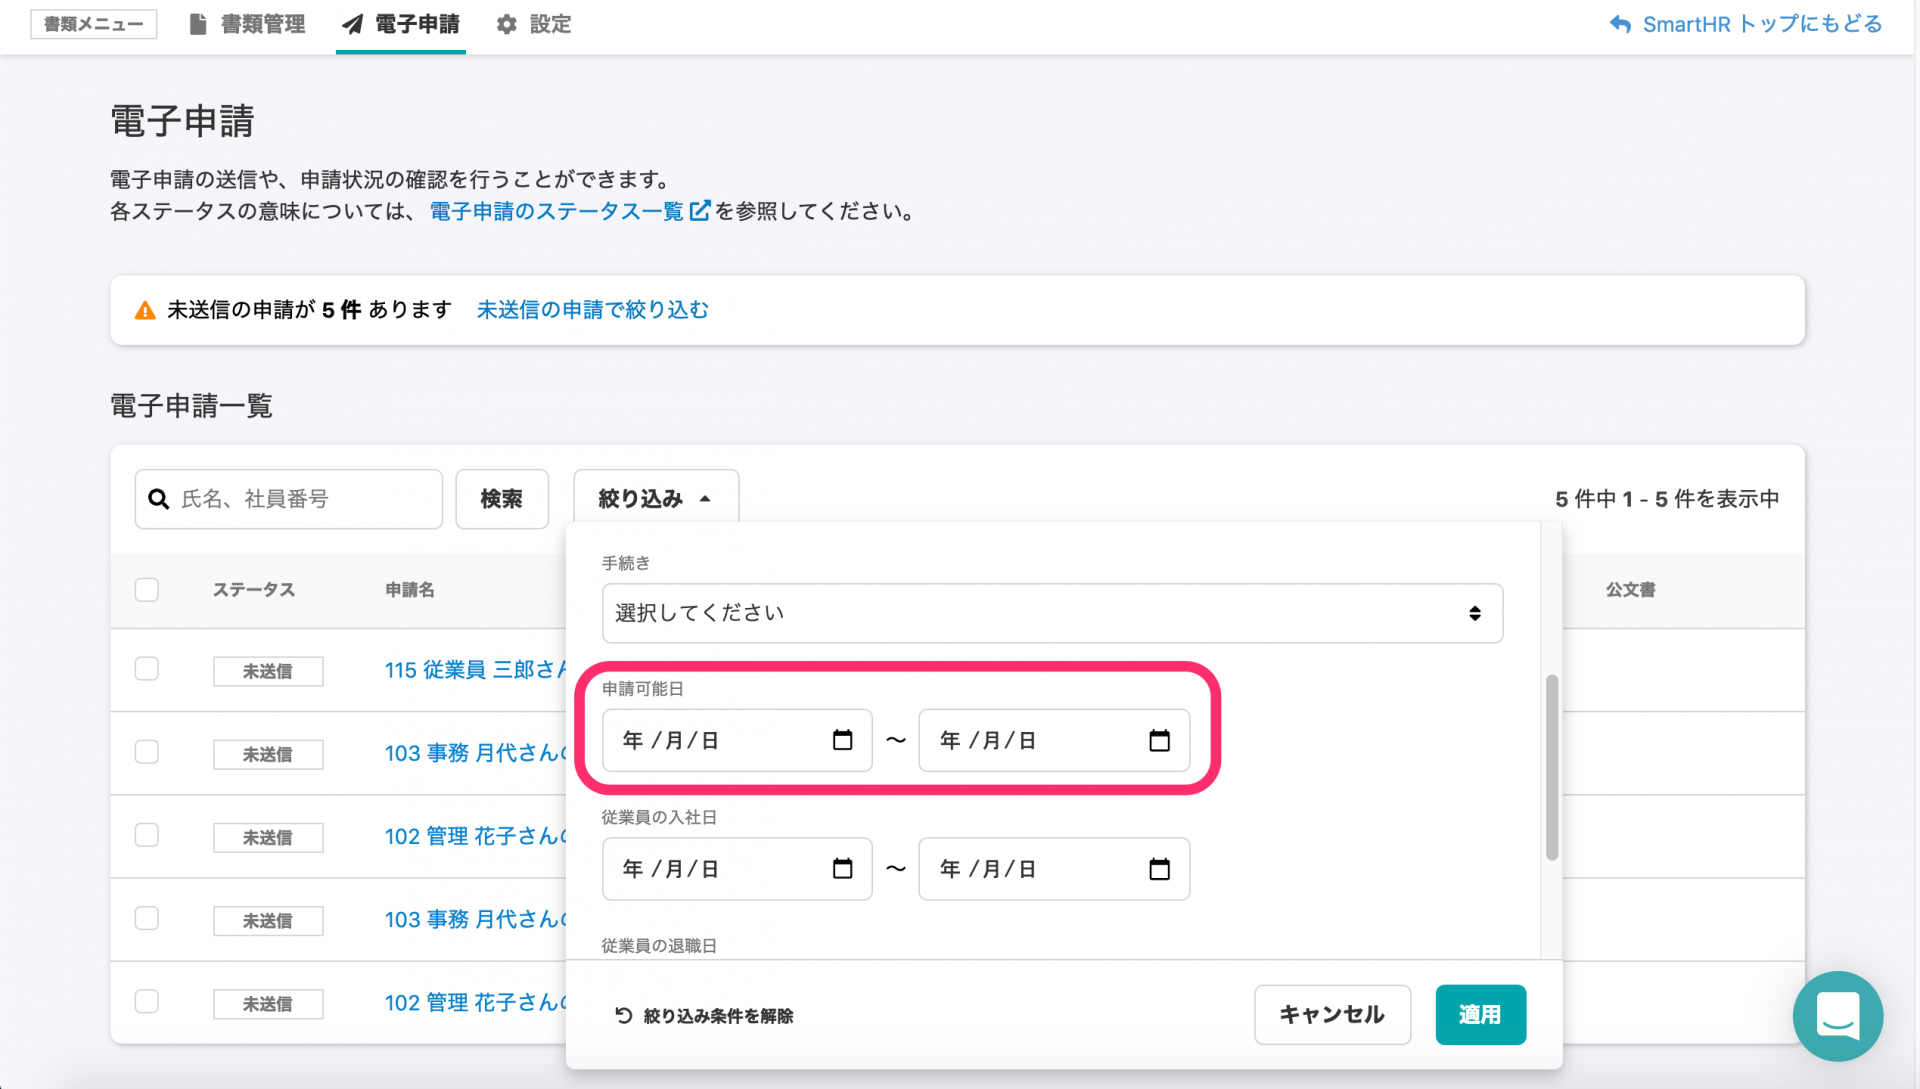 書類メニュー 書類管理 電子申請 設定 SmartHR トップにもどる
電子申請
電子申請の送信や、申請状況の確認を行うことができます。
各ステータスの意味については、電子申請のステータス一覧を参照してください。
未送信の申請が 5 件 あります 未送信の申請で絞り込む
電子申請一覧
氏名、社員番号 検索 絞り込み 5 件中 1 - 5 件を表示中
ステータス 申請名 公文書
手続き
選択してください
未送信 115 従業員 三郎さん
申請可能日
年 /月/日 〜 年 /月/日
未送信 103 事務 月代さんの
従業員の入社日
未送信 102 管理 花子さんの
年 /月/日 〜 年 /月/日
未送信 103 事務 月代さんの
従業員の退職日
未送信 102 管理 花子さんの
絞り込み条件を解除 キャンセル 適用